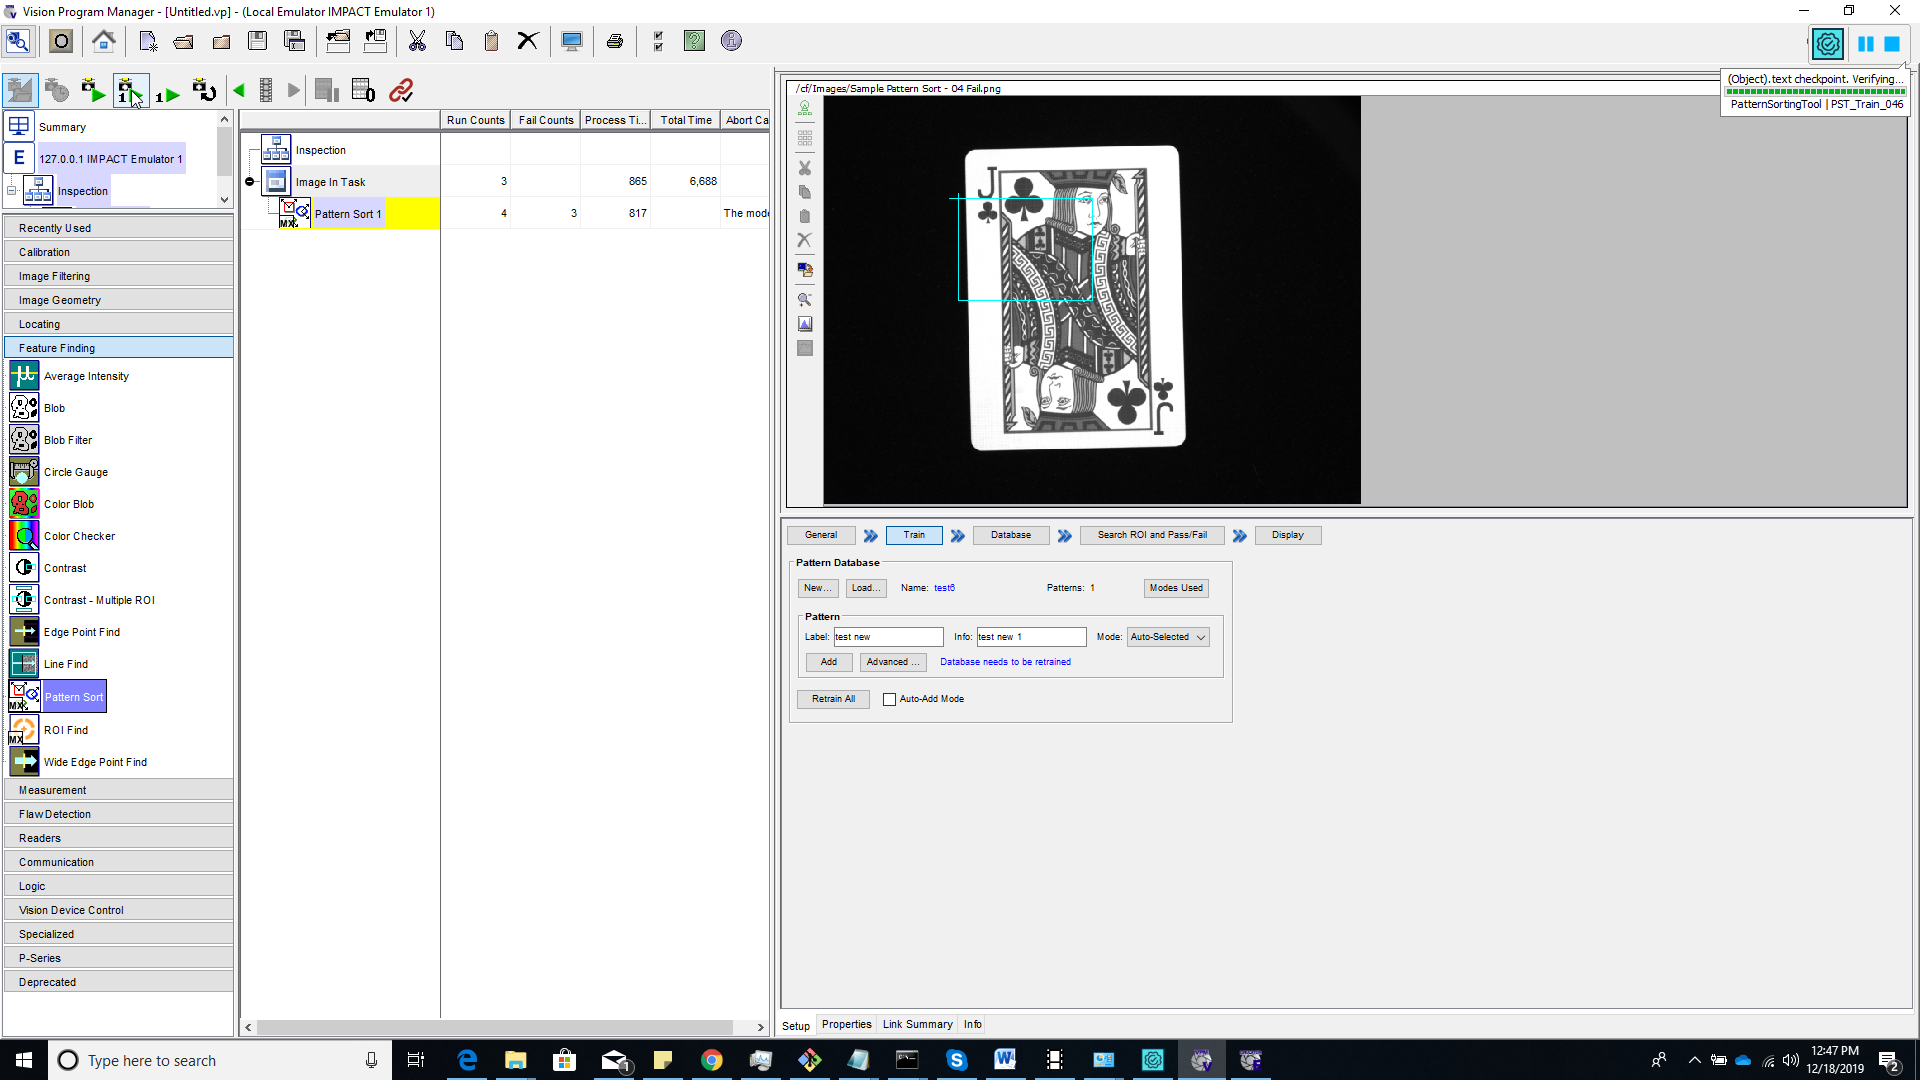 Vision Program Manager - [Untitled.vp] - (Local Emulator IMPACT Emulator 1)
(Object).text checkpoint. Verifying...
PatternSortingTool | PST_Train_046
/cf/Images/Sample Pattern Sort - 04 Fail.png
Summary
E
127.0.0.1 IMPACT Emulator 1
Inspection
Run Counts
Fail Counts
Process Ti...
Total Time
Abort Ca
Inspection
Image In Task
3
865
6,688
Pattern Sort 1
4
3
817
The mode
Recently Used
Calibration
Image Filtering
Image Geometry
Locating
Feature Finding
Average Intensity
Blob
Blob Filter
Circle Gauge
Color Blob
Color Checker
Contrast
Contrast - Multiple ROI
Edge Point Find
Line Find
Pattern Sort
ROI Find
Wide Edge Point Find
Measurement
Flaw Detection
Readers
Communication
Logic
Vision Device Control
Specialized
P-Series
Deprecated
J
J
General
Train
Database
Search ROI and Pass/Fail
Display
Pattern Database
New...
Load...
Name: test6
Patterns: 1
Modes Used
Pattern
Label: test new
Info: test new 1
Mode: Auto-Selected
Add
Advanced ...
Database needs to be retrained
Retrain All
Auto-Add Mode
Setup
Properties
Link Summary
Info
Type here to search
12:47 PM
12/18/2019